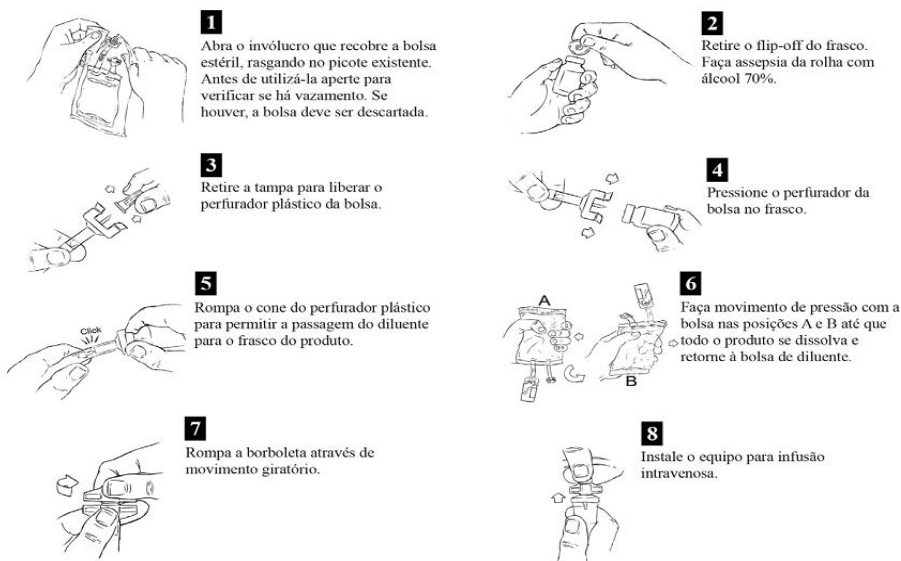 1
Abra o invólucro que recobre a bolsa
estéril, rasgando no picote existente.
Antes de utilizá-la aperte para
verificar se há vazamento. Se
houver, a bolsa deve ser descartada.
2
Retire o flip-off do frasco.
Faça assepsia da rolha com
álcool 70%.
3
Retire a tampa para liberar o
perfurador plástico da bolsa.
4
Pressione o perfurador da
bolsa no frasco.
5
Rompa o cone do perfurador plástico
para permitir a passagem do diluente
para o frasco do produto.
Click
6
Faça movimento de pressão com a
bolsa nas posições A e B até que
todo o produto se dissolva e
retorne à bolsa de diluente.
A
B
7
Rompa a borboleta através de
movimento giratório.
8
Instale o equipo para infusão
intravenosa.